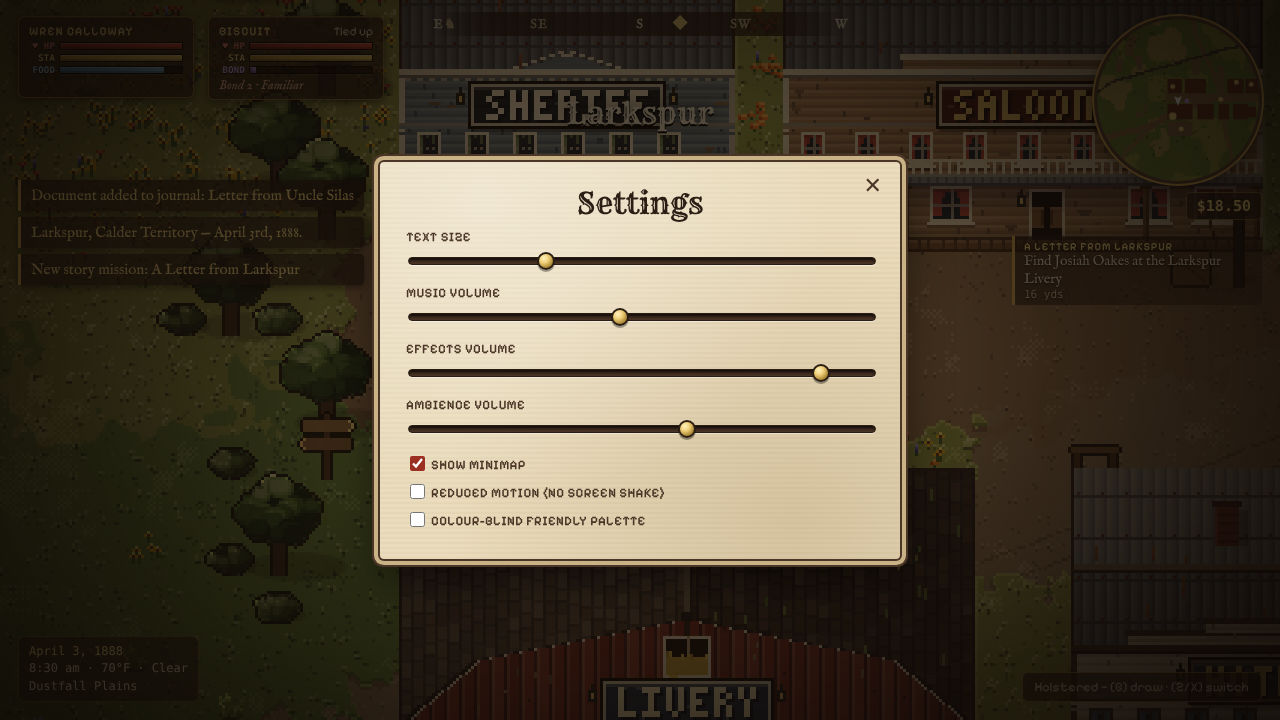 WREN CALLOWAY
♥ HP
STA
FOOD
BISCUIT Tied up
♥ HP
STA
BOND
Bond 2 · Familiar
E SE S SW W
SHERIFF
Larkspur
SALOON
Document added to journal: Letter from Uncle Silas
Larkspur, Calder Territory — April 3rd, 1888.
New story mission: A Letter from Larkspur
$18.50
A LETTER FROM LARKSPUR
Find Josiah Oakes at the Larkspur
Livery
16 yds
Settings
✕
TEXT SIZE
MUSIC VOLUME
EFFECTS VOLUME
AMBIENCE VOLUME
SHOW MINIMAP
REDUCED MOTION (NO SCREEN SHAKE)
COLOUR-BLIND FRIENDLY PALETTE
April 3, 1888
8:30 am · 70°F · Clear
Dustfall Plains
LIVERY
Holstered - (G) draw · (Z/X) switch